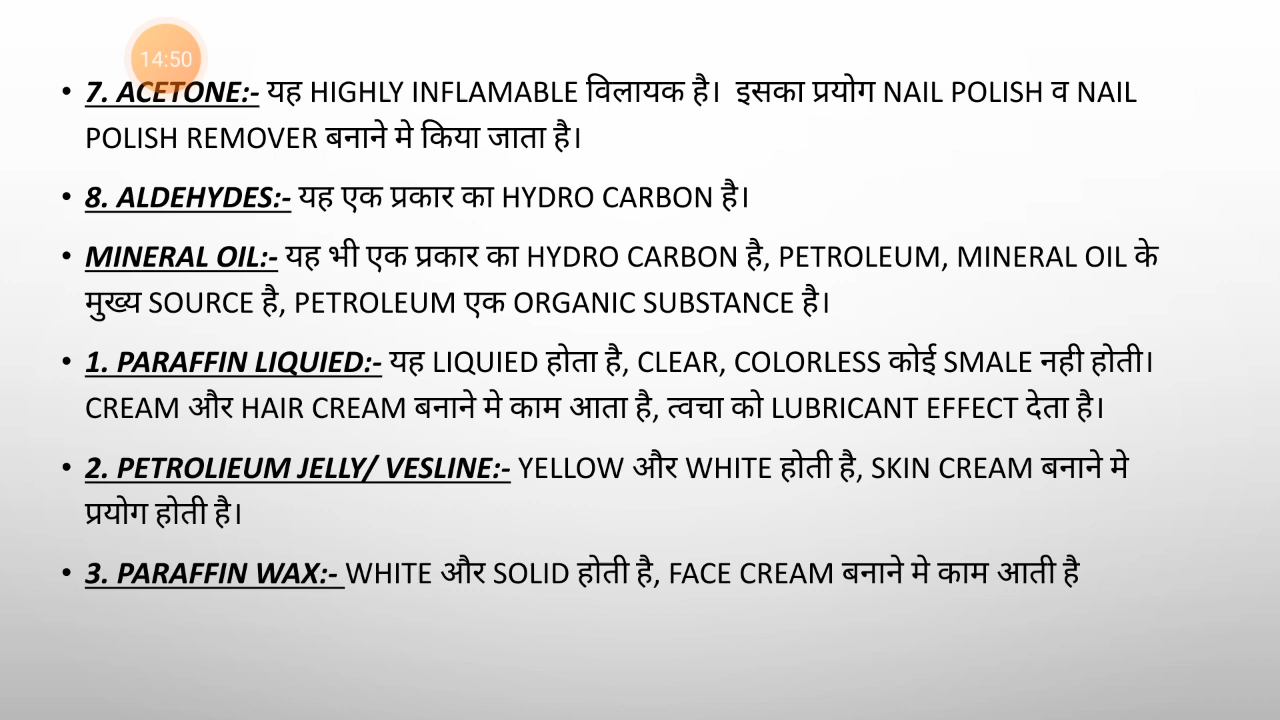 14:50
• 7. ACETONE:- यह HIGHLY INFLAMABLE विलायक है। इसका प्रयोग NAIL POLISH व NAIL
POLISH REMOVER बनाने मे किया जाता है।
• 8. ALDEHYDES:- यह एक प्रकार का HYDRO CARBON है।
• MINERAL OIL:- यह भी एक प्रकार का HYDRO CARBON है, PETROLEUM, MINERAL OIL के
मुख्य SOURCE है, PETROLEUM एक ORGANIC SUBSTANCE है।
• 1. PARAFFIN LIQUIED:- यह LIQUIED होता है, CLEAR, COLORLESS कोई SMALE नही होती।
CREAM और HAIR CREAM बनाने मे काम आता है, त्वचा को LUBRICANT EFFECT देता है।
• 2. PETROLIEUM JELLY/ VESLINE:- YELLOW और WHITE होती है, SKIN CREAM बनाने मे
प्रयोग होती है।
• 3. PARAFFIN WAX:- WHITE और SOLID होती है, FACE CREAM बनाने मे काम आती है